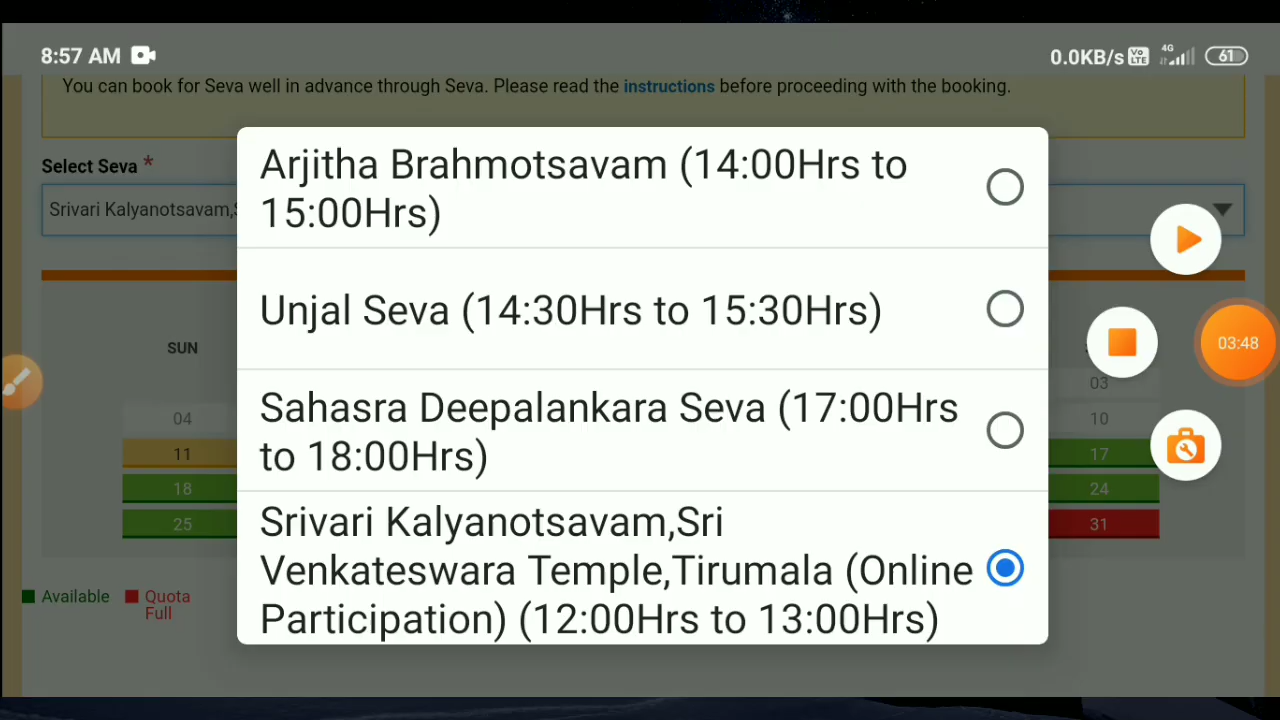 8:57 AM
0.0KB/s Vo LTE 4G 61
You can book for Seva well in advance through Seva. Please read the instructions before proceeding with the booking.
Select Seva *
Srivari Kalyanotsavam,S
Arjitha Brahmotsavam (14:00Hrs to
15:00Hrs)
Unjal Seva (14:30Hrs to 15:30Hrs)
Sahasra Deepalankara Seva (17:00Hrs
to 18:00Hrs)
Srivari Kalyanotsavam,Sri
Venkateswara Temple,Tirumala (Online
Participation) (12:00Hrs to 13:00Hrs)
03:48
SUN
03
04
10
11
17
18
24
25
31
Available
Quota
Full